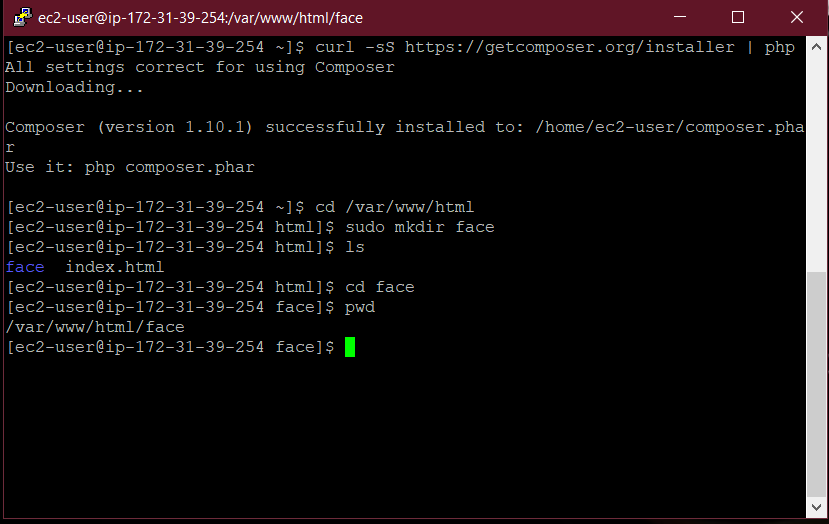 ec2-user@ip-172-31-39-254:/var/www/html/face
[ec2-user@ip-172-31-39-254 ~]$ curl -sS https://getcomposer.org/installer | php
All settings correct for using Composer
Downloading...
Composer (version 1.10.1) successfully installed to: /home/ec2-user/composer.pha
r
Use it: php composer.phar
[ec2-user@ip-172-31-39-254 ~]$ cd /var/www/html
[ec2-user@ip-172-31-39-254 html]$ sudo mkdir face
[ec2-user@ip-172-31-39-254 html]$ ls
face  index.html
[ec2-user@ip-172-31-39-254 html]$ cd face
[ec2-user@ip-172-31-39-254 face]$ pwd
/var/www/html/face
[ec2-user@ip-172-31-39-254 face]$